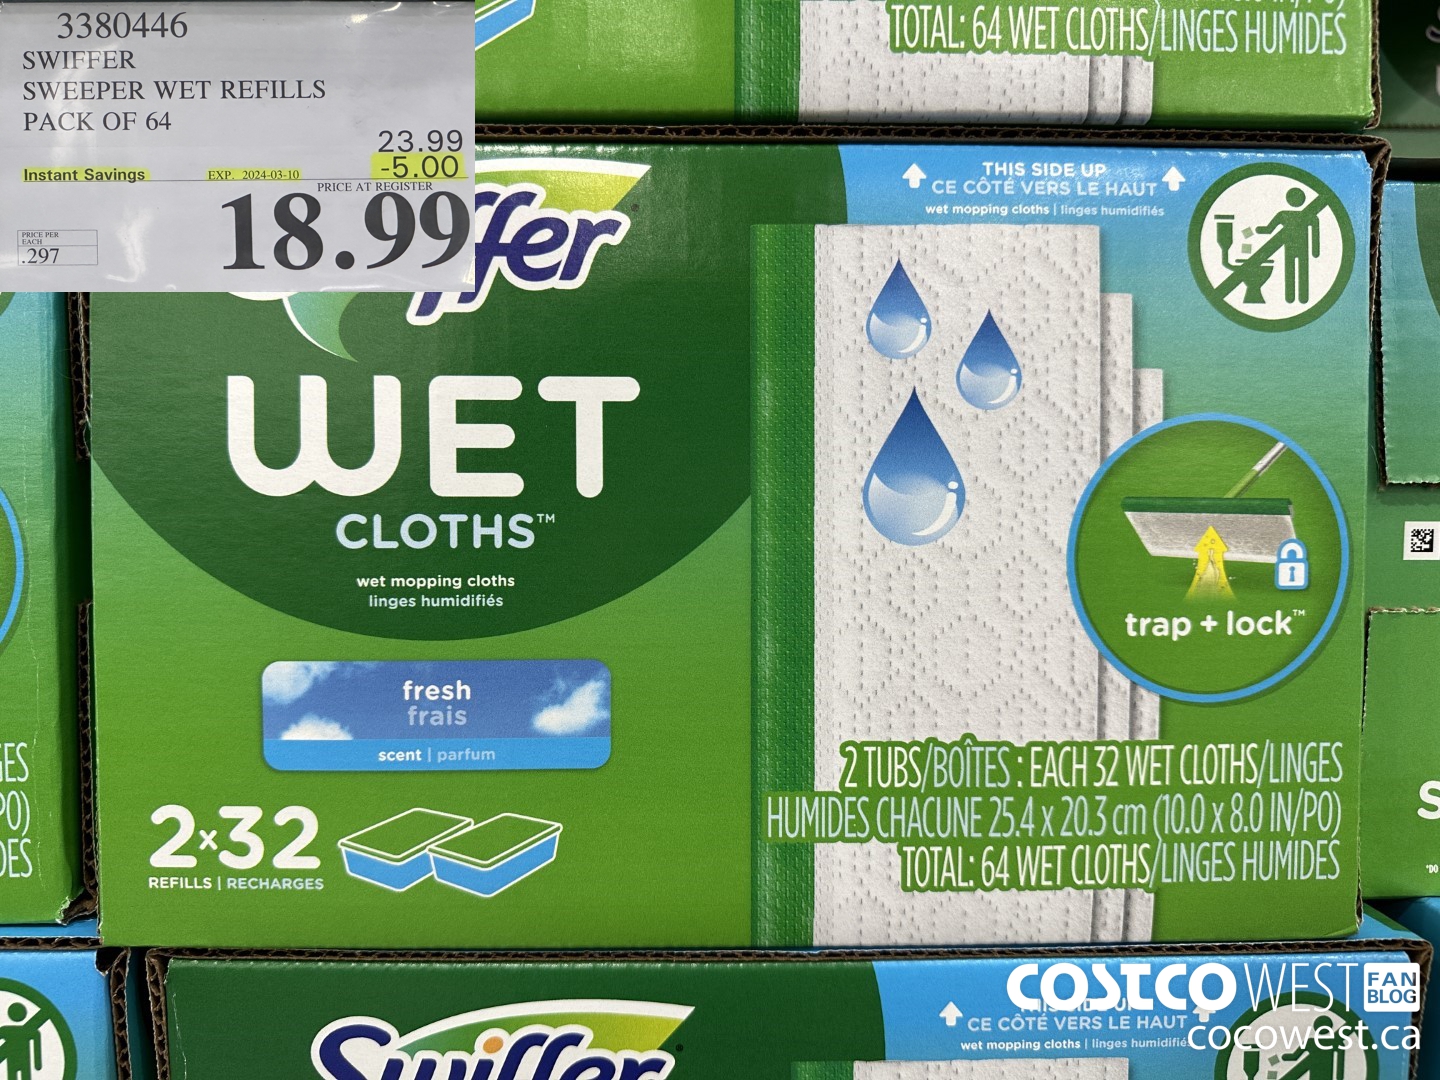 3380446
SWIFFER
SWEEPER WET REFILLS
PACK OF 64
23.99
Instant Savings EXP. 2024-03-10 -5.00
PRICE AT REGISTER
18.99
PRICE PER
EACH
.297
TOTAL: 64 WET CLOTHS/LINGES HUMIDES
THIS SIDE UP
CE CÔTÉ VERS LE HAUT
wet mopping cloths | linges humidifiés
WET
CLOTHS™
wet mopping cloths
linges humidifiés
fresh
frais
scent | parfum
trap + lock™
2 TUBS/BOÎTES : EACH 32 WET CLOTHS/LINGES
HUMIDES CHACUNE 25.4 x 20.3 cm (10.0 x 8.0 IN/PO)
TOTAL: 64 WET CLOTHS/LINGES HUMIDES
2x32
REFILLS | RECHARGES
Swiffer
CE CÔTÉ VERS LE HAUT
wet mopping cloths | linges humidifié
COSTCO WEST FAN
BLOG
cocowest.ca